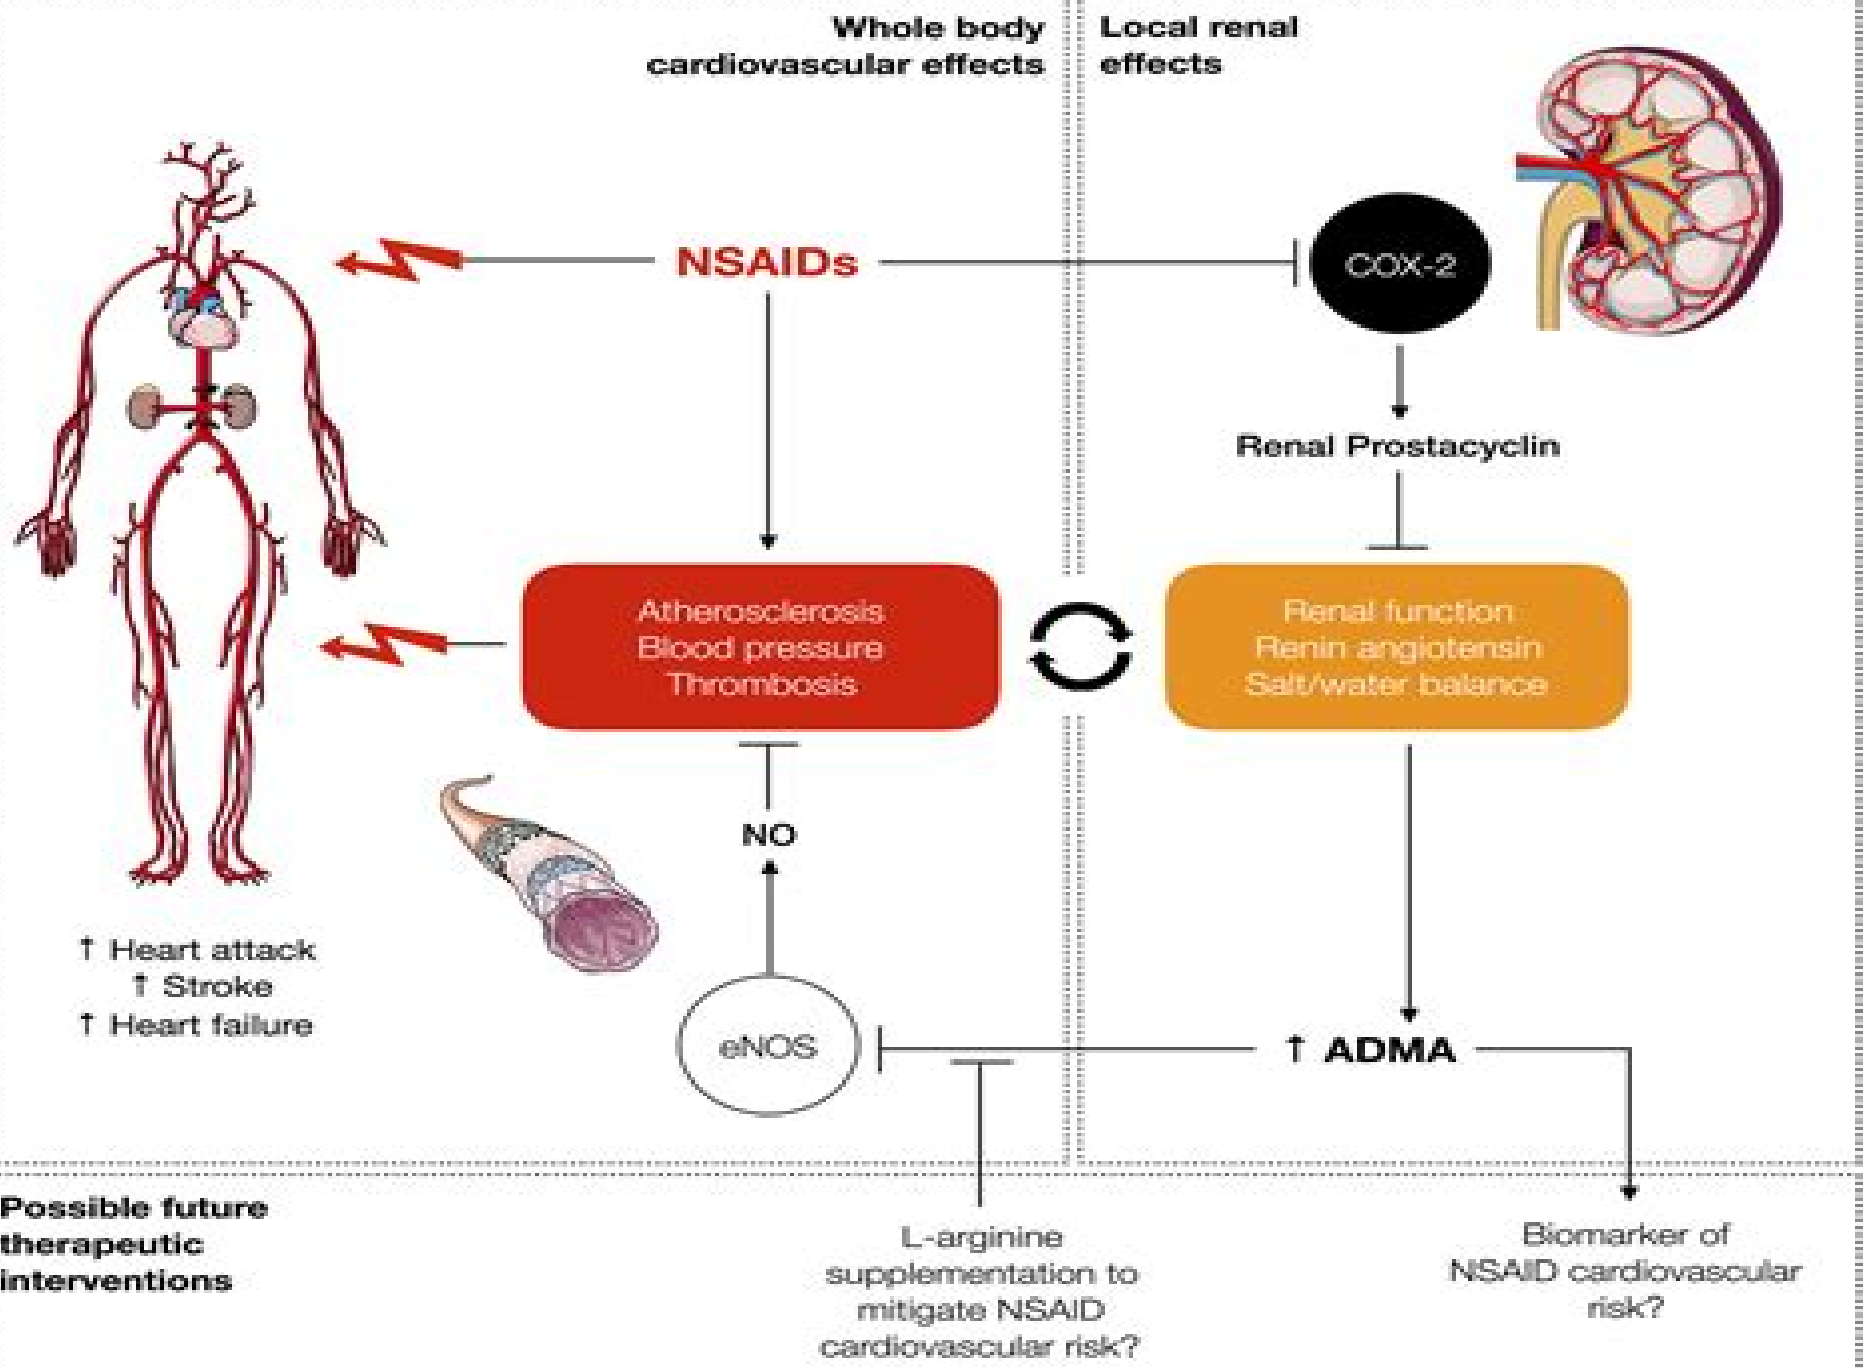 Whole body
cardiovascular effects
Local renal
effects
NSAIDs
COX-2
Renal Prostacyclin
Atherosclerosis
Blood pressure
Thrombosis
Renal function
Renin angiotensin
Salt/water balance
NO
↑ Heart attack
↑ Stroke
↑ Heart failure
eNOS
↑ ADMA
Possible future
therapeutic
interventions
L-arginine
supplementation to
mitigate NSAID
cardiovascular risk?
Biomarker of
NSAID cardiovascular
risk?